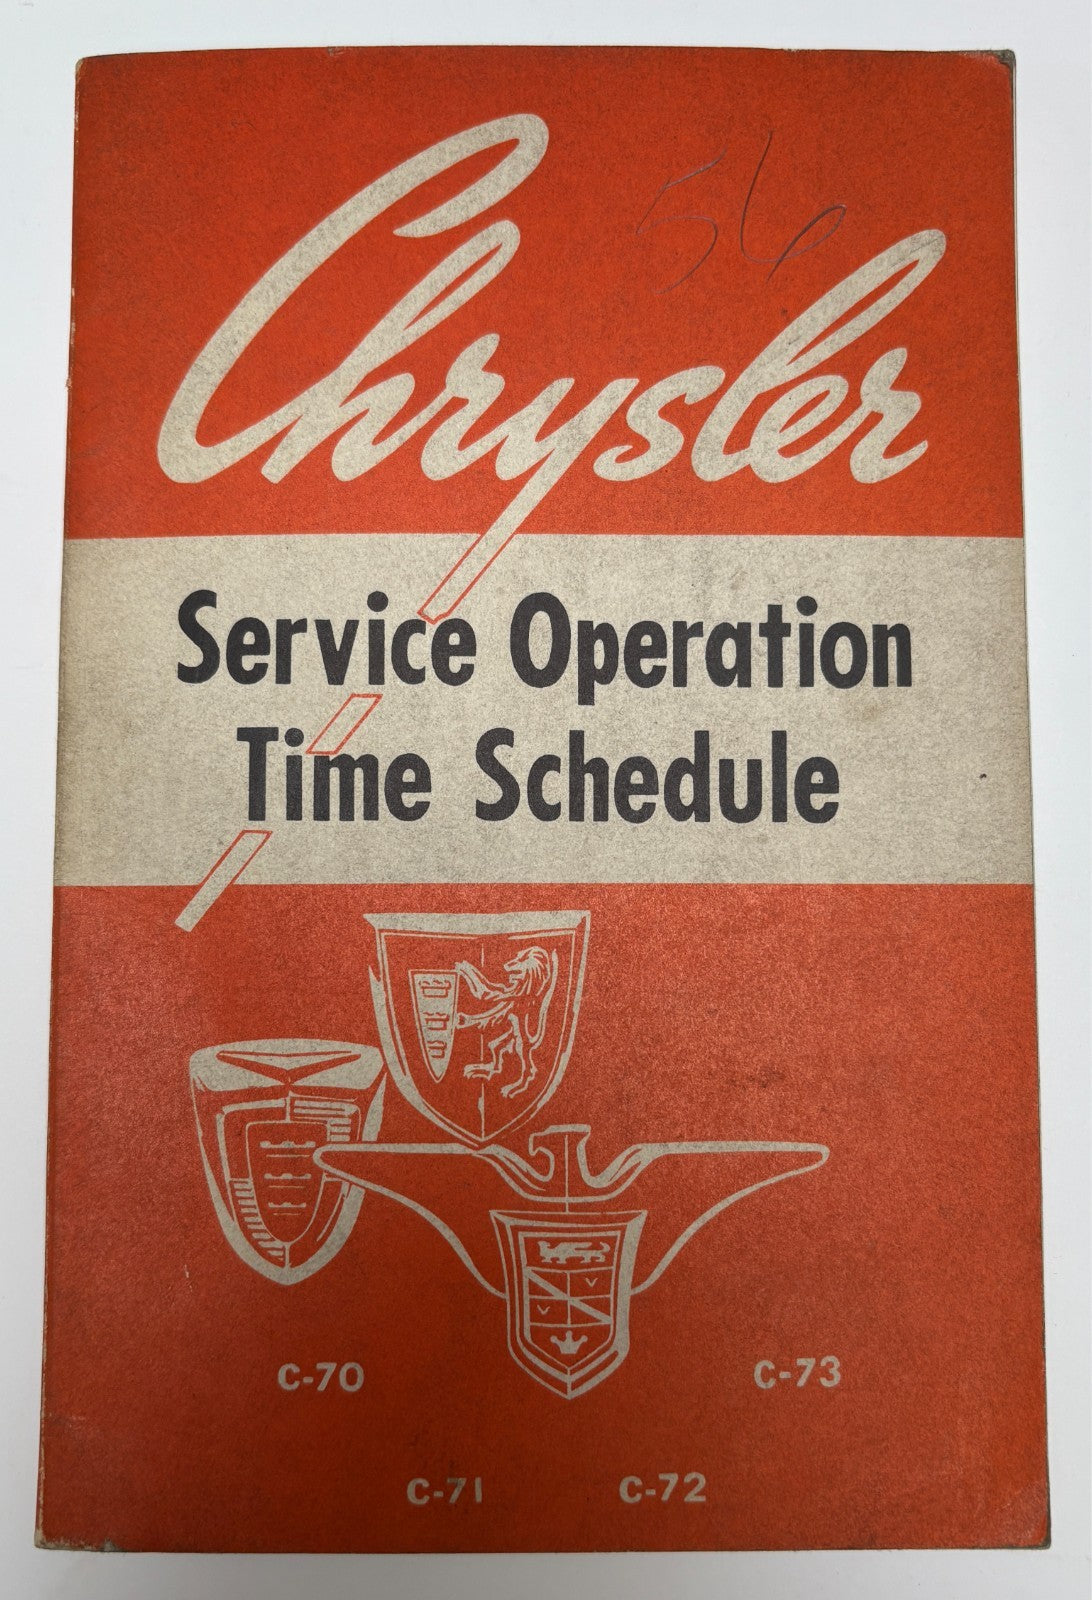 56
Chrysler
Service Operation
Time Schedule
C-70
C-73
C-71
C-72